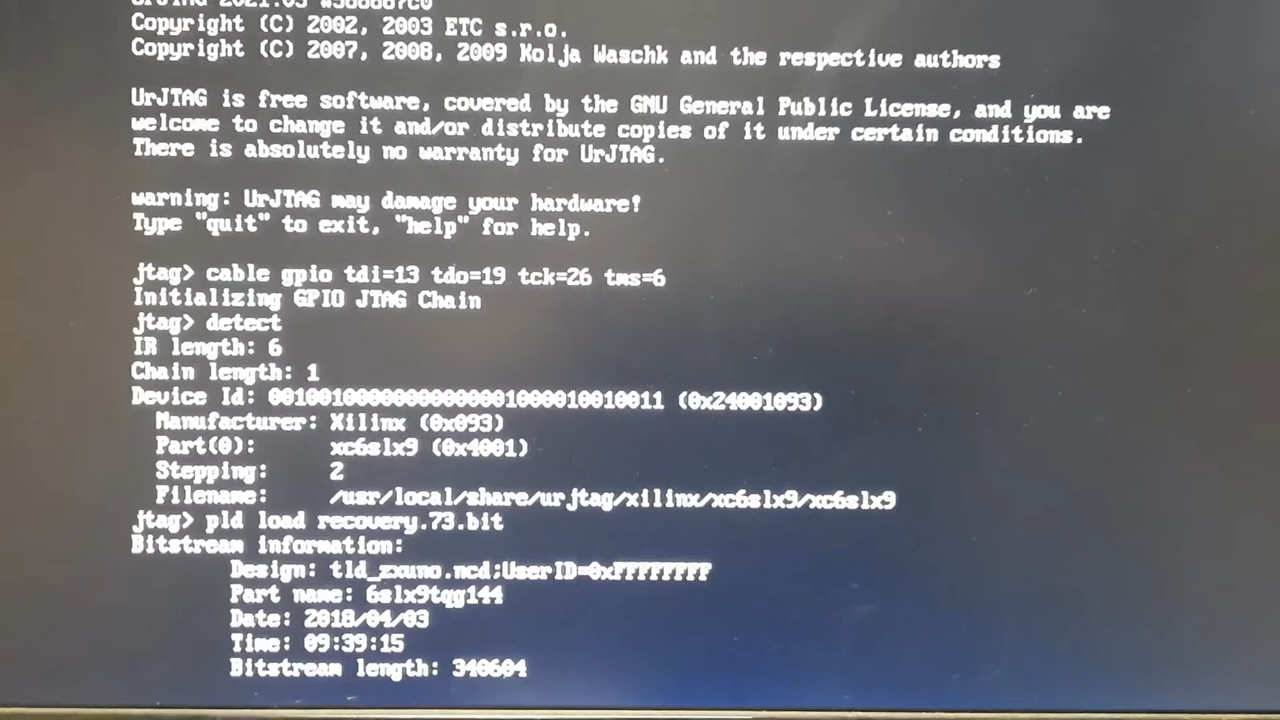 UrJTAG 2021.03
Copyright (C) 2002, 2003 ETC s.r.o.
Copyright (C) 2007, 2008, 2009 Kolja Waschk and the respective authors
UrJTAG is free software, covered by the GNU General Public License, and you are
welcome to change it and/or distribute copies of it under certain conditions.
There is absolutely no warranty for UrJTAG.
warning: UrJTAG may damage your hardware!
Type "quit" to exit, "help" for help.
jtag> cable gpio tdi=13 tdo=19 tck=26 tms=6
Initializing GPIO JTAG Chain
jtag> detect
IR length: 6
Chain length: 1
Device Id: 00100100000000000001000010010011 (0x24001093)
Manufacturer: Xilinx (0x093)
Part(0): xc6slx9 (0x4001)
Stepping: 2
Filename: /usr/local/share/urjtag/xilinx/xc6slx9/xc6slx9
jtag> pld load recovery.73.bit
Bitstream information:
Design: tld_zxuno.ncd;UserID=0xFFFFFFFF
Part name: 6slx9tqg144
Date: 2018/04/03
Time: 09:39:15
Bitstream length: 340604